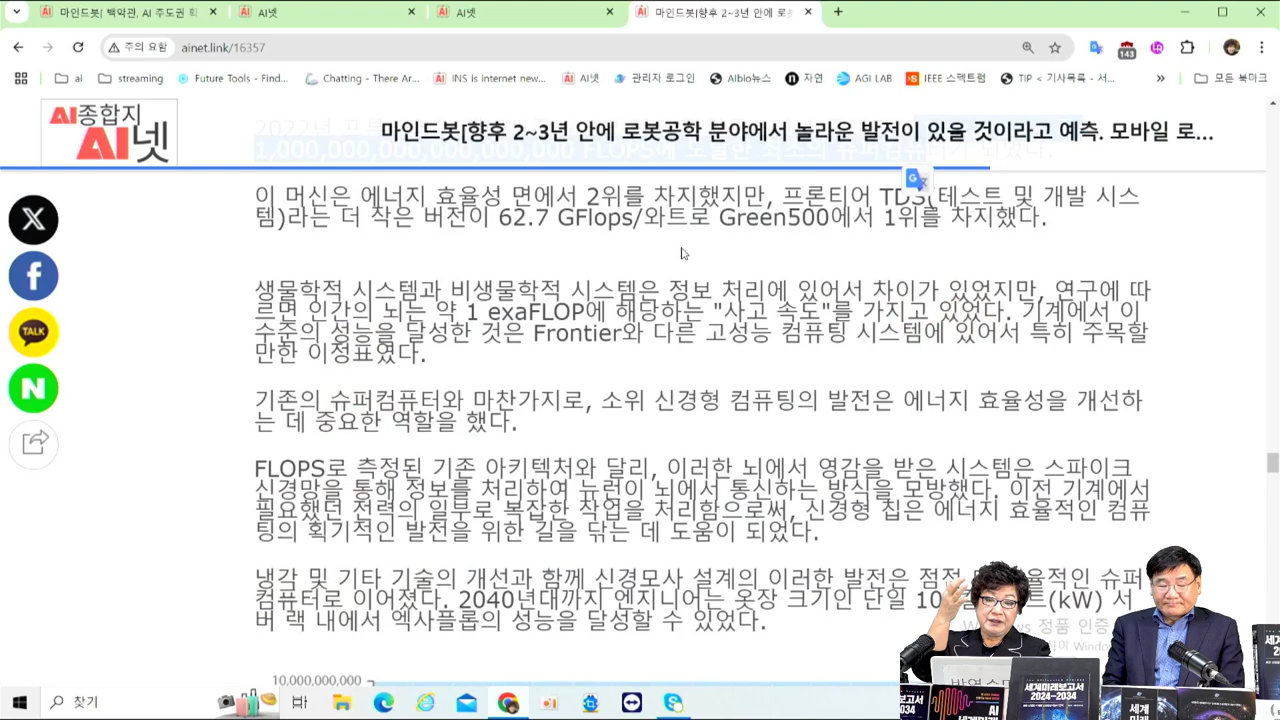 마인드봇[ 백악관, AI 주도권 확
AI넷
AI넷
마인드봇[향후 2~3년 안에 로봇
주의 요함
ainet.link/16357
143
ai
streaming
Future Tools - Find...
Chatting - There Ar...
INS is internet new...
AI넷
관리자 로그인
Albio뉴스
자연
AGI LAB
IEEE 스펙트럼
TIP < 기사목록 - 서...
모든 북마크
AI종합지
AI넷
마인드봇[향후 2~3년 안에 로봇공학 분야에서 놀라운 발전이 있을 것이라고 예측. 모바일 로...
이 머신은 에너지 효율성 면에서 2위를 차지했지만, 프론티어 TDS(테스트 및 개발 시스
템)라는 더 작은 버전이 62.7 GFlops/와트로 Green500에서 1위를 차지했다.
생물학적 시스템과 비생물학적 시스템은 정보 처리에 있어서 차이가 있었지만, 연구에 따
르면 인간의 뇌는 약 1 exaFLOP에 해당하는 "사고 속도"를 가지고 있었다. 기계에서 이
수준의 성능을 달성한 것은 Frontier와 다른 고성능 컴퓨팅 시스템에 있어서 특히 주목할
만한 이정표였다.
기존의 슈퍼컴퓨터와 마찬가지로, 소위 신경형 컴퓨팅의 발전은 에너지 효율성을 개선하
는 데 중요한 역할을 했다.
FLOPS로 측정된 기존 아키텍처와 달리, 이러한 뇌에서 영감을 받은 시스템은 스파이크
신경망을 통해 정보를 처리하여 뉴런이 뇌에서 통신하는 방식을 모방했다. 이전 기계에서
필요했던 전력의 일부로 복잡한 작업을 처리함으로써, 신경형 칩은 에너지 효율적인 컴퓨
팅의 획기적인 발전을 위한 길을 닦는 데 도움이 되었다.
냉각 및 기타 기술의 개선과 함께 신경모사 설계의 이러한 발전은 점점 슈퍼
컴퓨터로 이어졌다. 2040년대까지 엔지니어는 옷장 크기인 단일 (kW) 서
버 랙 내에서 엑사플롭의 성능을 달성할 수 있었다.
정품 인증
10,000,000,000
TALK
N
찾기
세계미래보고서
2024-2034
AI
세계